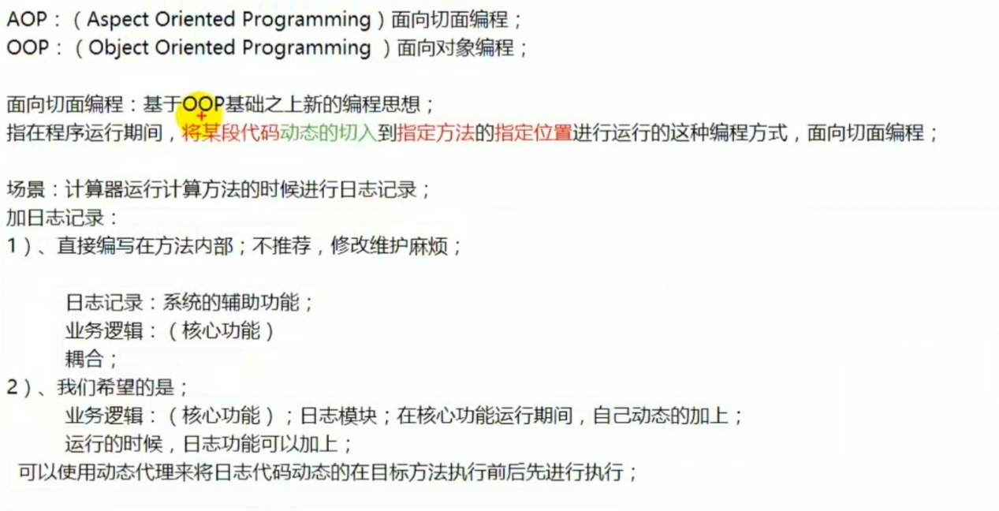 AOP：（Aspect Oriented Programming）面向切面编程；
OOP：（Object Oriented Programming ）面向对象编程；
面向切面编程：基于OOP基础之上新的编程思想；
指在程序运行期间，将某段代码动态的切入到指定方法的指定位置进行运行的这种编程方式，面向切面编程；
场景：计算器运行计算方法的时候进行日志记录；
加日志记录：
1）、直接编写在方法内部；不推荐，修改维护麻烦；
日志记录：系统的辅助功能；
业务逻辑：（核心功能）
耦合；
2）、我们希望的是；
业务逻辑：（核心功能）；日志模块；在核心功能运行期间，自己动态的加上；
运行的时候，日志功能可以加上；
可以使用动态代理来将日志代码动态的在目标方法执行前后先进行执行；